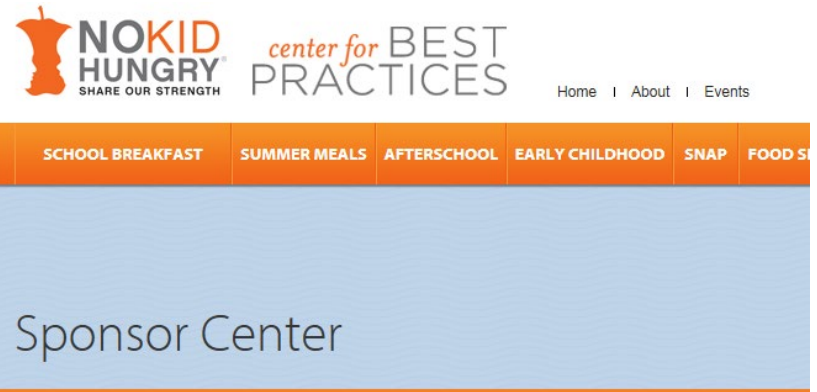 NOKID
HUNGRY®
SHARE OUR STRENGTH
center for BEST
PRACTICES
Home | About | Events
SCHOOL BREAKFAST SUMMER MEALS AFTERSCHOOL EARLY CHILDHOOD SNAP FOOD
Sponsor Center